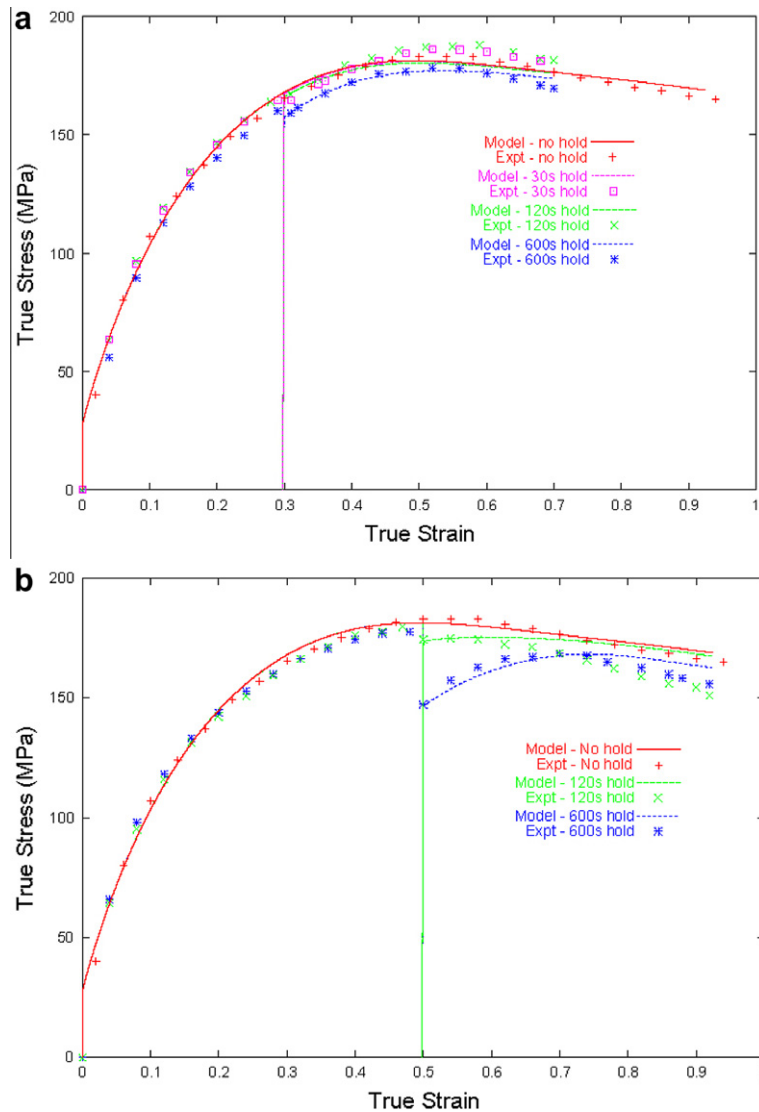 a
200
150
100
50
0
True Stress (MPa)
Model - no hold
Expt - no hold
Model - 30s hold
Expt - 30s hold
Model - 120s hold
Expt - 120s hold
Model - 600s hold
Expt - 600s hold
0 0.1 0.2 0.3 0.4 0.5 0.6 0.7 0.8 0.9 1
True Strain
b
200
150
100
50
0
True Stress (MPa)
Model - No hold
Expt - No hold
Model - 120s hold
Expt - 120s hold
Model - 600s hold
Expt - 600s hold
0 0.1 0.2 0.3 0.4 0.5 0.6 0.7 0.8 0.9
True Strain